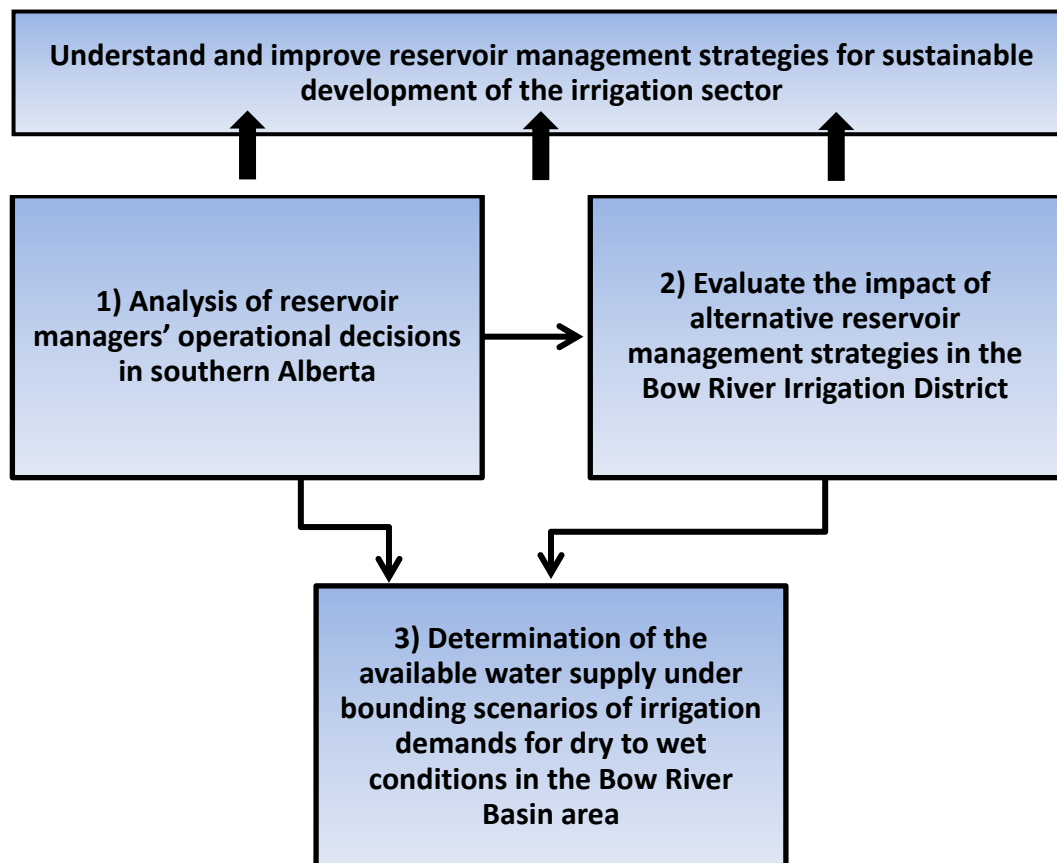 Understand and improve reservoir management strategies for sustainable
development of the irrigation sector
1) Analysis of reservoir
managers’ operational decisions
in southern Alberta
2) Evaluate the impact of
alternative reservoir
management strategies in the
Bow River Irrigation District
3) Determination of the
available water supply under
bounding scenarios of irrigation
demands for dry to wet
conditions in the Bow River
Basin area